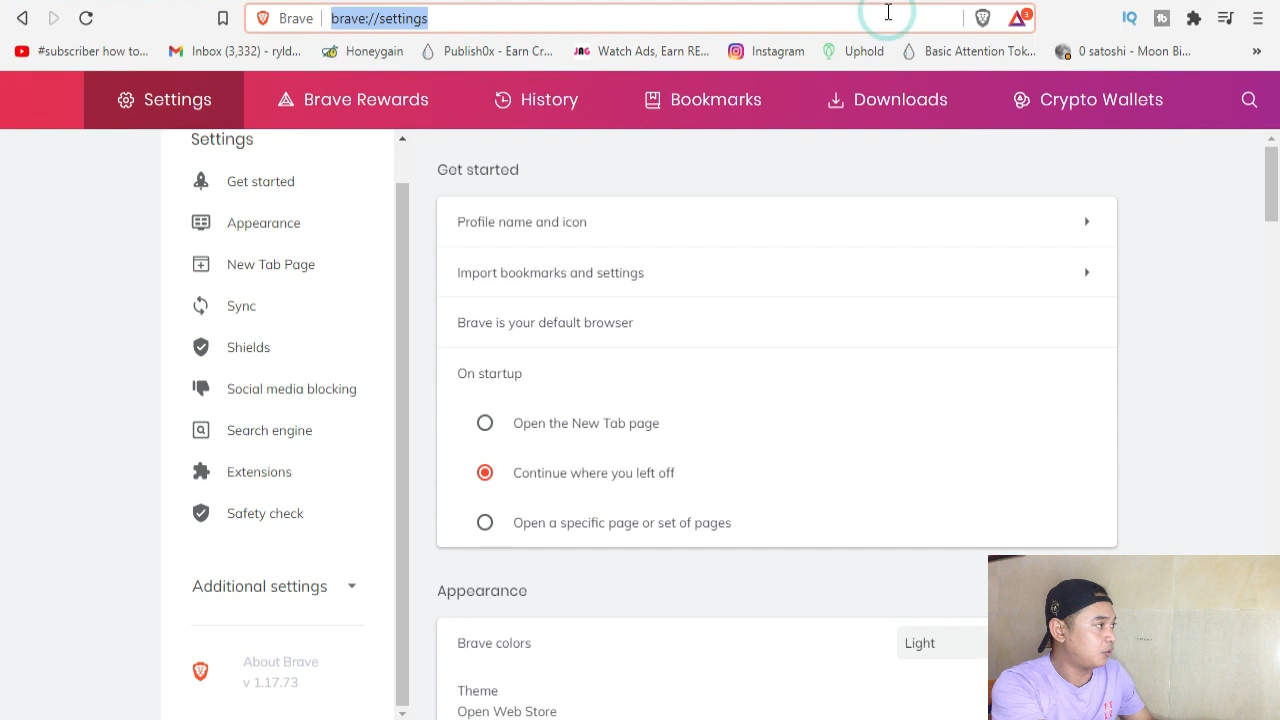 Brave
brave://settings
3
IQ
#subscriber how to...
Inbox (3,332) - ryld...
Honeygain
Publish0x - Earn Cr...
Watch Ads, Earn RE...
Instagram
Uphold
Basic Attention Tok...
0 satoshi - Moon Bi...
»
Settings
Brave Rewards
History
Bookmarks
Downloads
Crypto Wallets
Settings
Get started
Appearance
New Tab Page
Sync
Shields
Social media blocking
Search engine
Extensions
Safety check
Additional settings
About Brave
v 1.17.73
Get started
Profile name and icon
Import bookmarks and settings
Brave is your default browser
On startup
Open the New Tab page
Continue where you left off
Open a specific page or set of pages
Appearance
Brave colors
Light
Theme
Open Web Store